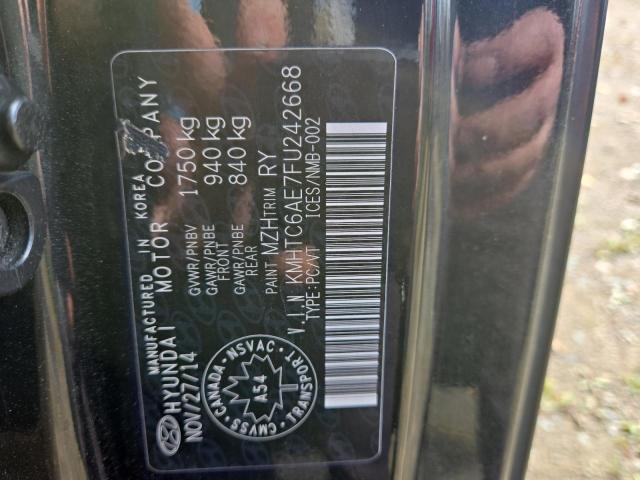 MANUFACTURED IN KOREA
HYUNDAI MOTOR COMPANY
NOV/27/14
GVWR/PNBV 1750 kg
GAWR/PNBE FRONT 940 kg
GAWR/PNBE REAR 840 kg
PAINT MZH TRIM RY
V.I.N KMHTC6AE7FU242668
TYPE:PC/VT ICES/NMB-002
CMVSS-CANADA-NSVAC
A54
TRANSPORT